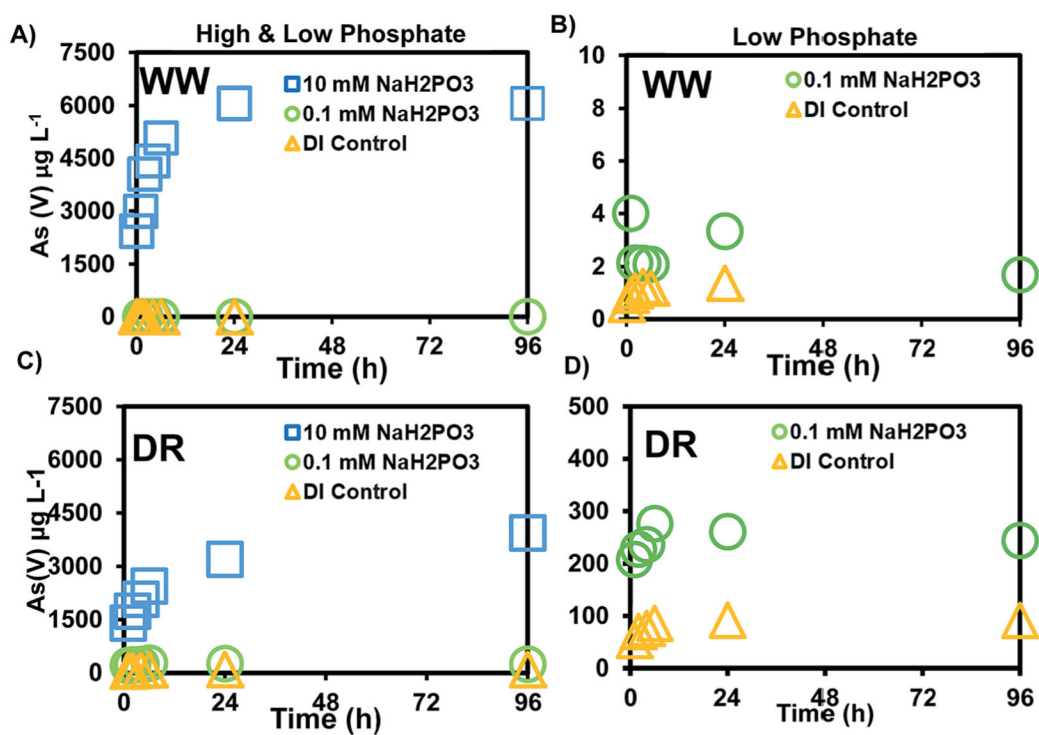 A)
High & Low Phosphate
7500
6000
4500
3000
1500
0
As (V) µg L-1
WW
10 mM NaH2PO3
0.1 mM NaH2PO3
DI Control
0 24 48 72 96
Time (h)
B)
Low Phosphate
10
8
6
4
2
0
WW
0.1 mM NaH2PO3
DI Control
0 24 48 72 96
Time (h)
C)
7500
6000
4500
3000
1500
0
As(V) µg L-1
DR
10 mM NaH2PO3
0.1 mM NaH2PO3
DI Control
0 24 48 72 96
Time (h)
D)
500
400
300
200
100
0
DR
0.1 mM NaH2PO3
DI Control
0 24 48 72 96
Time (h)